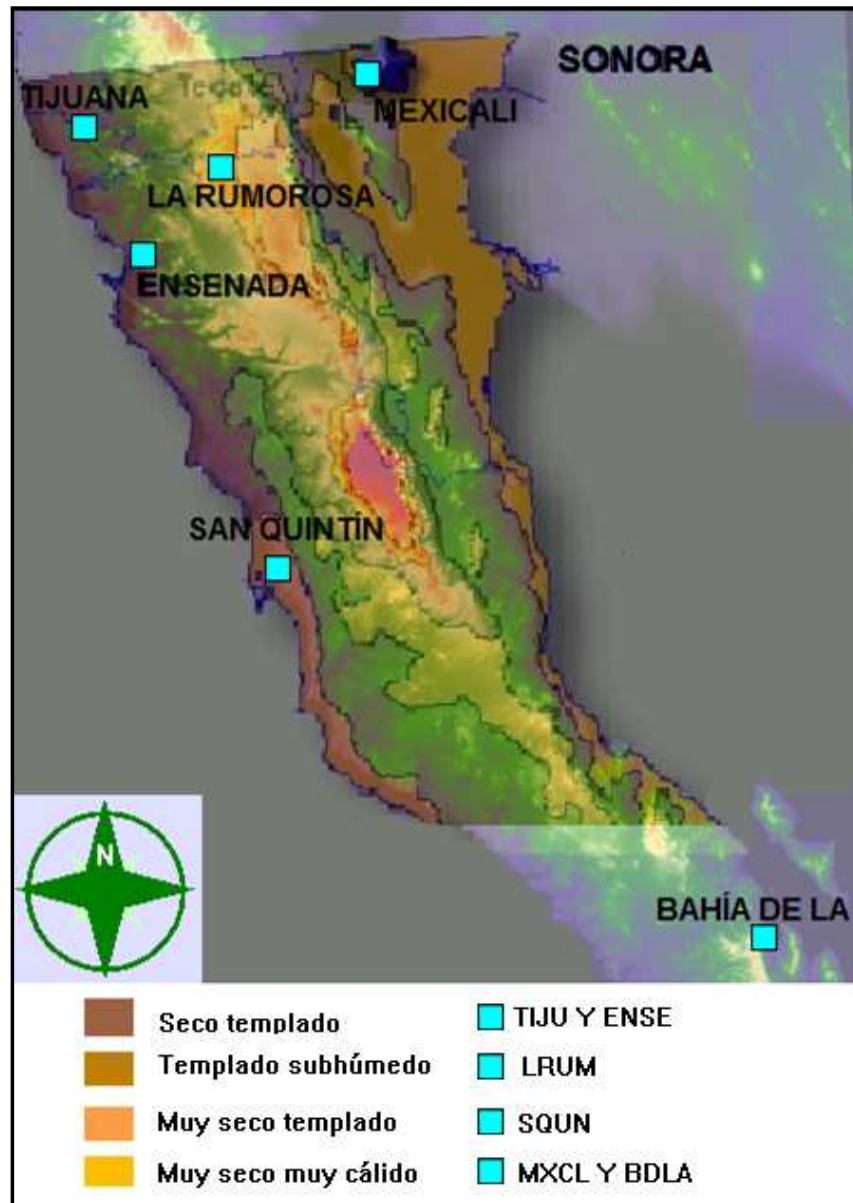 SONORA
TIJUANA
Tecate
MEXICALI
LA RUMOROSA
ENSENADA
SAN QUINTÍN
N
BAHÍA DE LA
Seco templado
TIJU Y ENSE
Templado subhúmedo
LRUM
Muy seco templado
SQUN
Muy seco muy cálido
MXCL Y BDLA